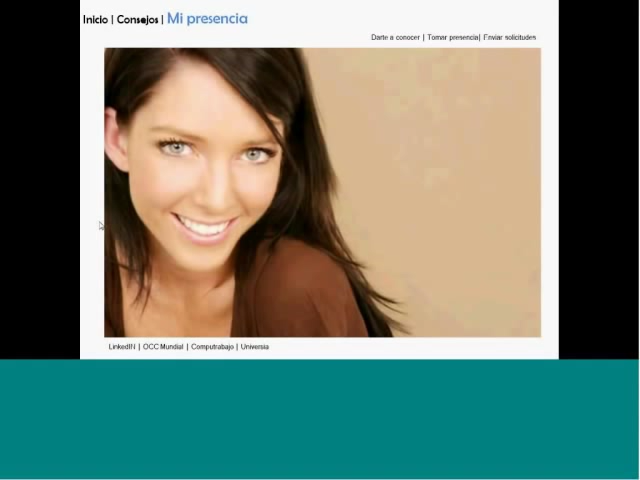 Inicio | Consejos | Mi presencia
Darte a conocer | Tomar presencia| Enviar solicitudes
LinkedIN | OCC Mundial | Computrabajo | Universia